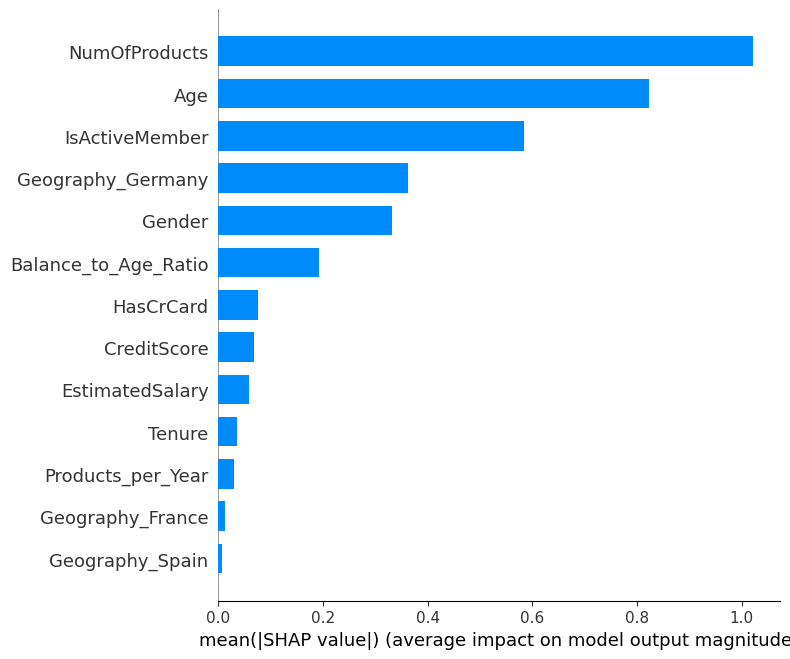 NumOfProducts
Age
IsActiveMember
Geography_Germany
Gender
Balance_to_Age_Ratio
HasCrCard
CreditScore
EstimatedSalary
Tenure
Products_per_Year
Geography_France
Geography_Spain
0.0 0.2 0.4 0.6 0.8 1.0
mean(|SHAP value|) (average impact on model output magnitude